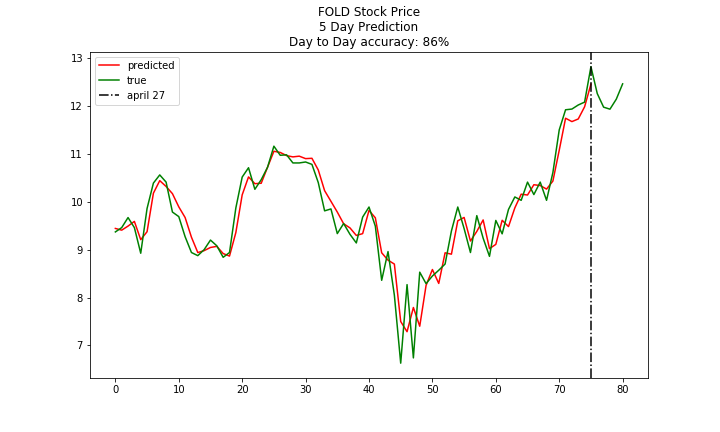 FOLD Stock Price
5 Day Prediction
Day to Day accuracy: 86%
predicted
true
april 27
13
12
11
10
9
8
7
0 10 20 30 40 50 60 70 80